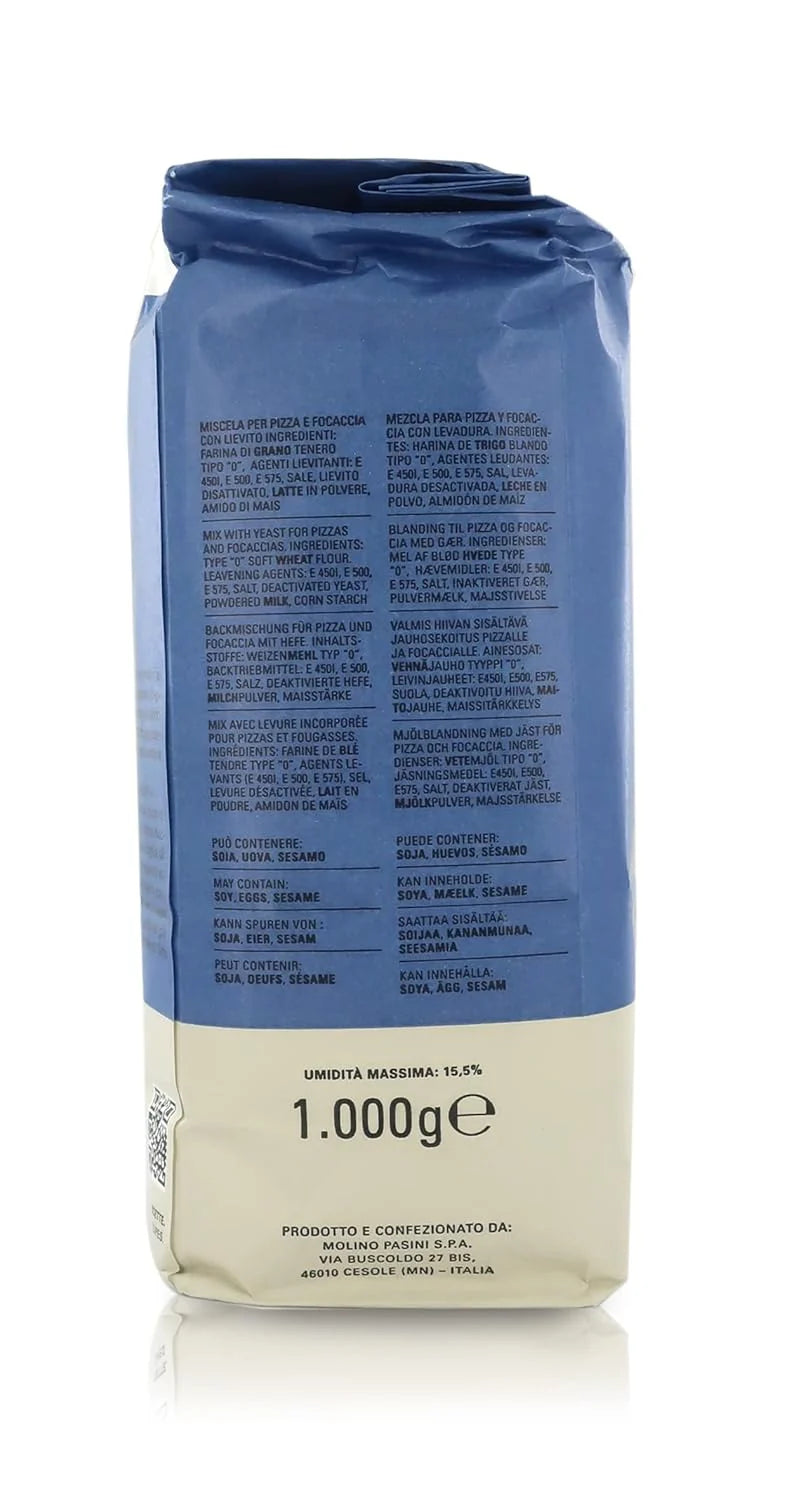 MISCELA PER PIZZA E FOCACCIA
CON LIEVITO INGREDIENTI:
FARINA DI GRANO TENERO
TIPO "0", AGENTI LIEVITANTI: E
450I, E 500, E 575, SALE, LIEVITO
DISATTIVATO, LATTE IN POLVERE,
AMIDO DI MAIS
MIX WITH YEAST FOR PIZZAS
AND FOCACCIAS. INGREDIENTS:
TYPE "0" SOFT WHEAT FLOUR.
LEAVENING AGENTS: E 450I, E 500,
E 575, SALT, DEACTIVATED YEAST,
POWDERED MILK, CORN STARCH
BACKMISCHUNG FÜR PIZZA UND
FOCACCIA MIT HEFE. INHALTS-
STOFFE: WEIZENMEHL TYP "0",
BACKTRIEBMITTEL: E 450I, E 500,
E 575, SALZ, DEAKTIVIERTE HEFE,
MILCHPULVER, MAISSTÄRKE
MIX AVEC LEVURE INCORPORÉE
POUR PIZZAS ET FOUGASSES.
INGRÉDIENTS: FARINE DE BLÉ
TENDRE TYPE "0", AGENTS LE-
VANTS (E 450I, E 500, E 575), SEL,
LEVURE DÉSACTIVÉE, LAIT EN
POUDRE, AMIDON DE MAÏS
PUÒ CONTENERE:
SOIA, UOVA, SESAMO
MAY CONTAIN:
SOY, EGGS, SESAME
KANN SPUREN VON :
SOJA, EIER, SESAM
PEUT CONTENIR:
SOJA, OEUFS, SÉSAME
MEZCLA PARA PIZZA Y FOCAC-
CIA CON LEVADURA. INGREDIEN-
TES: HARINA DE TRIGO BLANDO
TIPO "0", AGENTES LEUDANTES:
E 450I, E 500, E 575, SAL, LEVA-
DURA DESACTIVADA, LECHE EN
POLVO, ALMIDÓN DE MAÍZ
BLANDING TIL PIZZA OG FOCAC-
CIA MED GÆR. INGREDIENSER:
MEL AF BLØD HVEDE TYPE
"0", HÆVEMIDLER: E 450I, E 500,
E 575, SALT, INAKTIVERET GÆR,
PULVERMÆLK, MAJSSTIVELSE
VALMIS HIIVAN SISÄLTÄVÄ
JAUHOSEKOITUS PIZZALLE
JA FOCACCIALLE. AINESOSAT:
VEHNÄJAUHO TYYPPI "0",
LEIVINJAUHEET: E450I, E500, E575,
SUOLA, DEAKTIVOITU HIIVA, MAI-
TOJAUHE, MAISSITÄRKKELYS
MJÖLBLANDNING MED JÄST FÖR
PIZZA OCH FOCACCIA. INGRE-
DIENSER: VETEMJÖL TIPO "0",
JÄSNINGSMEDEL: E450I, E500,
E575, SALT, DEAKTIVERAT JÄST,
MJÖLKPULVER, MAJSSTÄRKELSE
PUEDE CONTENER:
SOJA, HUEVOS, SÉSAMO
KAN INNEHOLDE:
SOYA, MÆELK, SESAME
SAATTAA SISÄLTÄÄ:
SOIJAA, KANANMUNAA,
SEESAMIA
KAN INNEHÅLLA:
SOYA, ÄGG, SESAM
UMIDITÀ MASSIMA: 15,5%
1.000g℮
PRODOTTO E CONFEZIONATO DA:
MOLINO PASINI S.P.A.
VIA BUSCOLDO 27 BIS,
46010 CESOLE (MN) – ITALIA